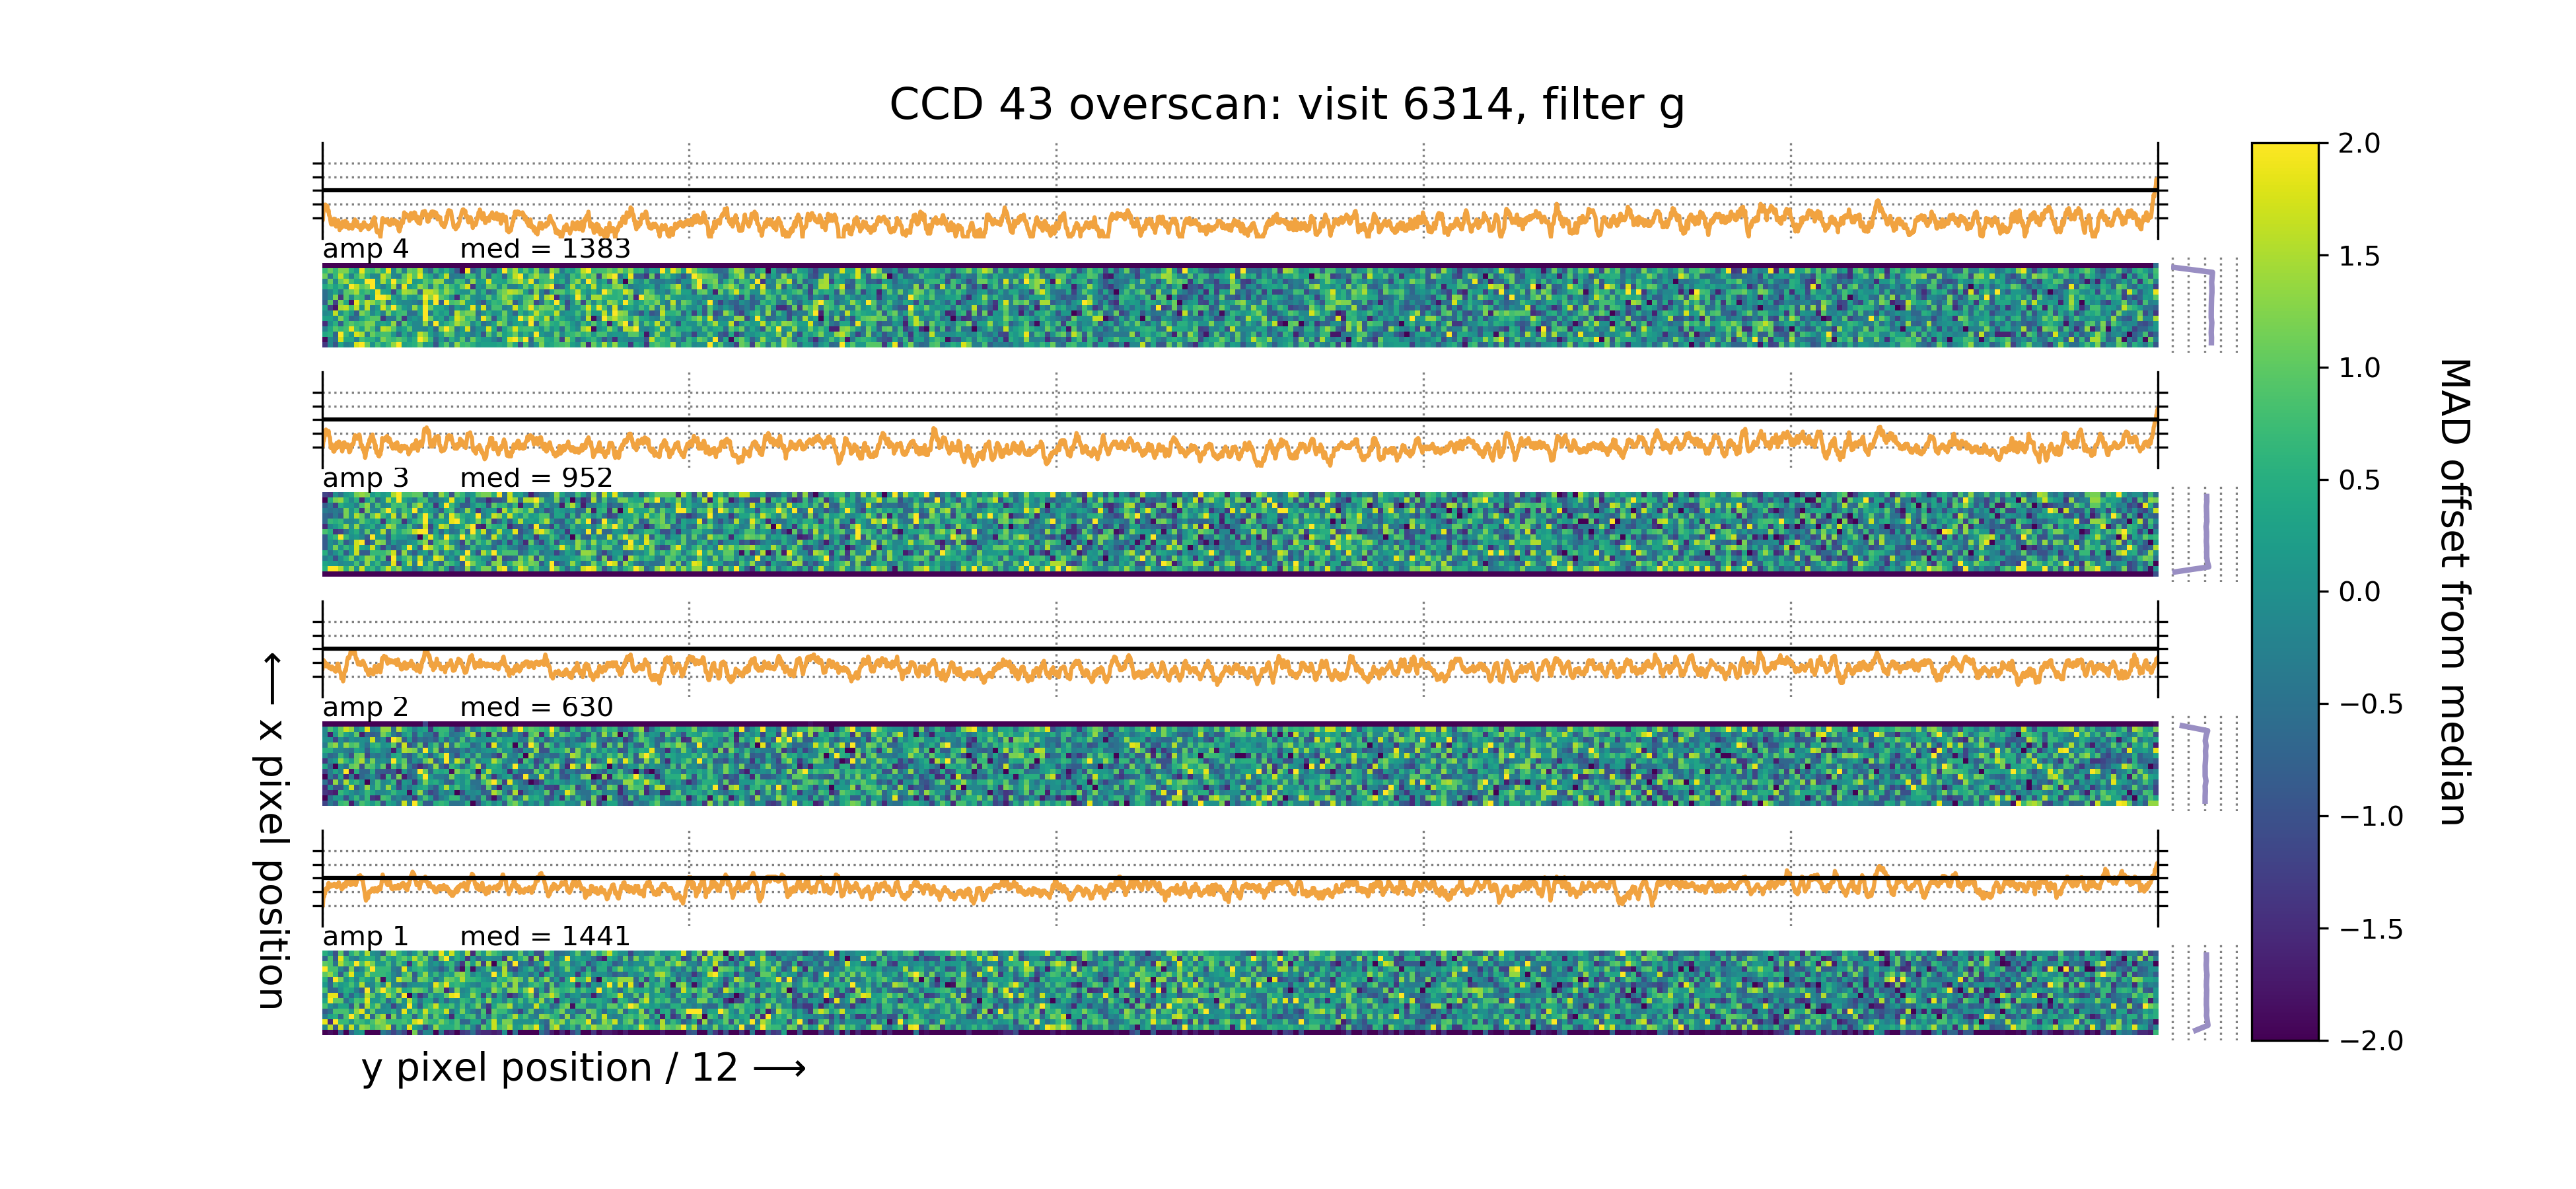 CCD 43 overscan: visit 6314, filter g
amp 4 med = 1383
amp 3 med = 952
amp 2 med = 630
amp 1 med = 1441
⟵ x pixel position
y pixel position / 12 ⟶
2.0
1.5
1.0
0.5
0.0
−0.5
−1.0
−1.5
−2.0
MAD offset from median